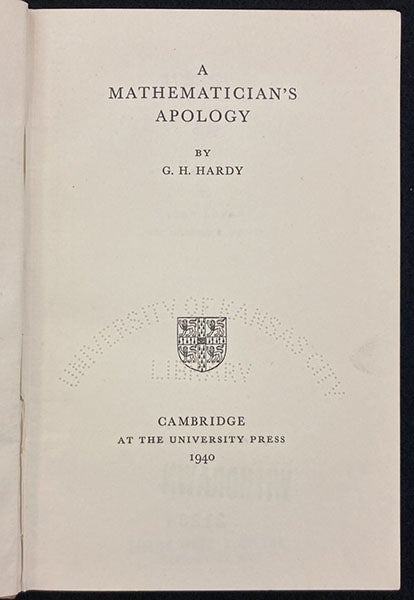 A
MATHEMATICIAN'S
APOLOGY
BY
G. H. HARDY
UNIVERSITY OF KANSAS CITY
LIBRARY
CAMBRIDGE
AT THE UNIVERSITY PRESS
1940